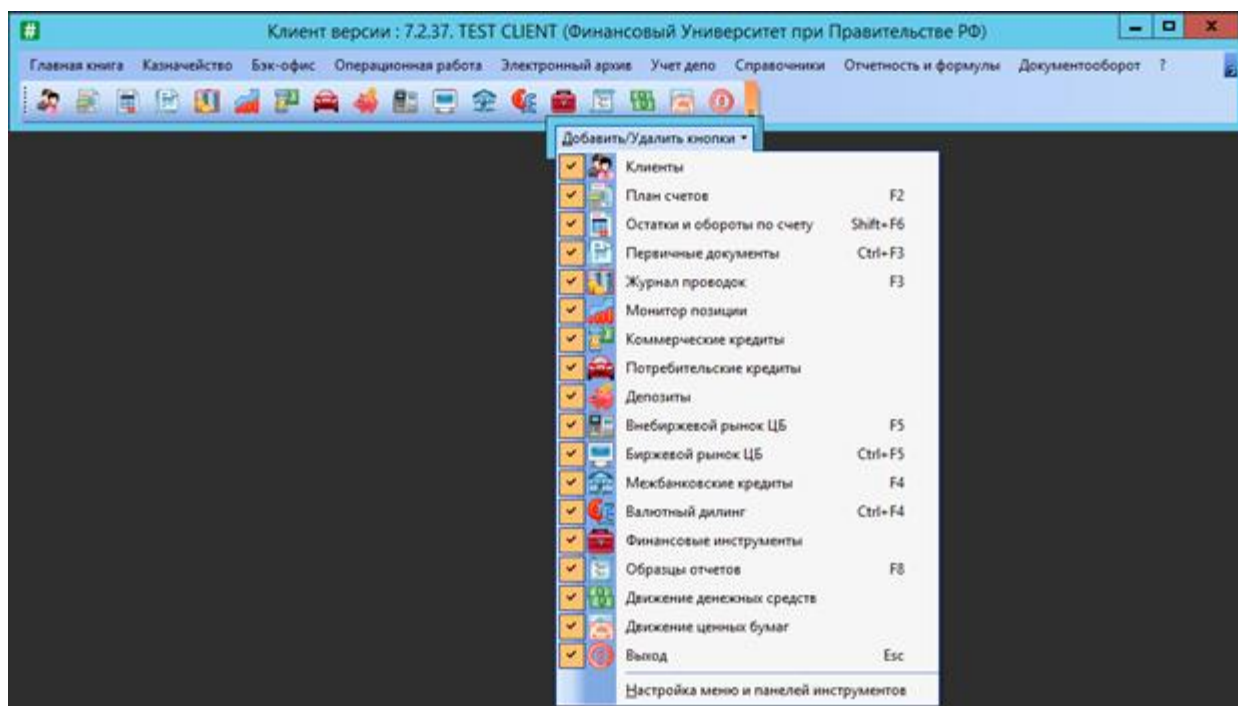 Клиент версии : 7.2.37. TEST CLIENT (Финансовый Университет при Правительстве РФ)
Главная книга Казначейство Бэк-офис Операционная работа Электронный архив Учет депо Справочники Отчетность и формулы Документооборот ?
Добавить/Удалить кнопки
Клиенты
План счетов F2
Остатки и обороты по счету Shift+F6
Первичные документы Ctrl+F3
Журнал проводок F3
Монитор позиции
Коммерческие кредиты
Потребительские кредиты
Депозиты
Внебиржевой рынок ЦБ F5
Биржевой рынок ЦБ Ctrl+F5
Межбанковские кредиты F4
Валютный дилинг Ctrl+F4
Финансовые инструменты
Образцы отчетов F8
Движение денежных средств
Движение ценных бумаг
Выход Esc
Настройка меню и панелей инструментов